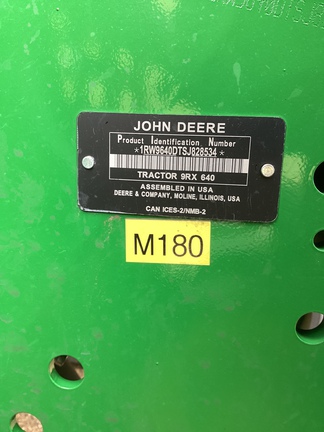 JOHN DEERE
Product Identification Number
*1RW9640DTSJ828534*
TRACTOR 9RX 640
ASSEMBLED IN USA
DEERE & COMPANY, MOLINE, ILLINOIS, USA
CAN ICES-2/NMB-2
M180